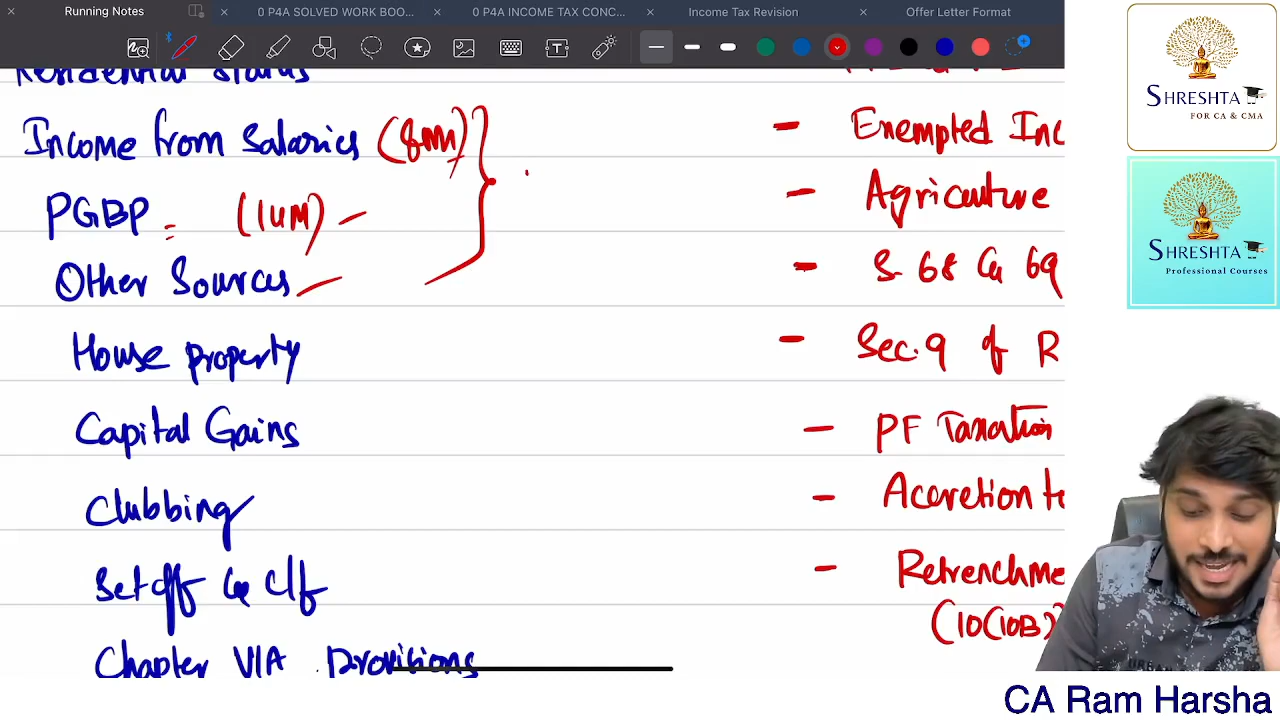 Running Notes
0 P4A SOLVED WORK BOO...
0 P4A INCOME TAX CONC...
Income Tax Revision
Offer Letter Format
Residential Status
Income from Salaries (8M)
PGBP = (14M) -
Other Sources -
House property
Capital Gains
Clubbing
Set off & C/f
Chapter VIA Provisions
- Exempted Inc
- Agriculture
- S. 68 & 69
- Sec. 9 of R
- PF Taxation
- Accretion to
- Retrenchme
(10(10B)
SHRESHTA
FOR CA & CMA
SHRESHTA
Professional Courses
CA Ram Harsha